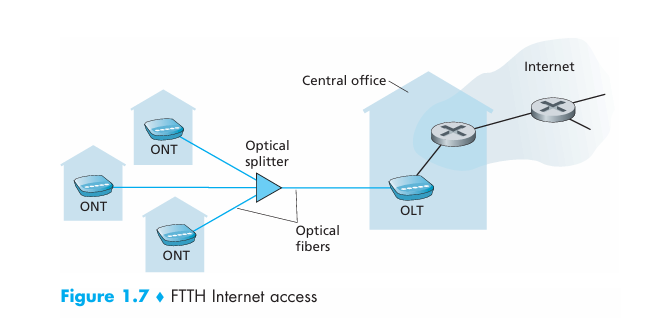 Internet
Central office
ONT
Optical
splitter
ONT
OLT
Optical
fibers
ONT
Figure 1.7 ♦ FTTH Internet access